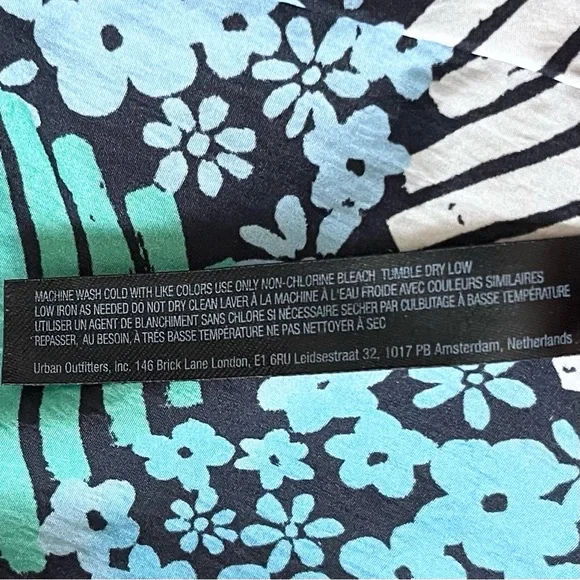 MACHINE WASH COLD WITH LIKE COLORS USE ONLY NON-CHLORINE BLEACH TUMBLE DRY LOW
LOW IRON AS NEEDED DO NOT DRY CLEAN LAVER À LA MACHINE À L'EAU FROIDE AVEC COULEURS SIMILAIRES
UTILISER UN AGENT DE BLANCHIMENT SANS CHLORE SI NÉCESSAIRE SECHER PAR CULBUTAGE À BASSE TEMPÉRATURE
REPASSER, AU BESOIN, À TRÉS BASSE TEMPÉRATURE NE PAS NETTOYER À SEC
Urban Outfitters, Inc. 146 Brick Lane London, E1 6RU Leidsestraat 32, 1017 PB Amsterdam, Netherlands